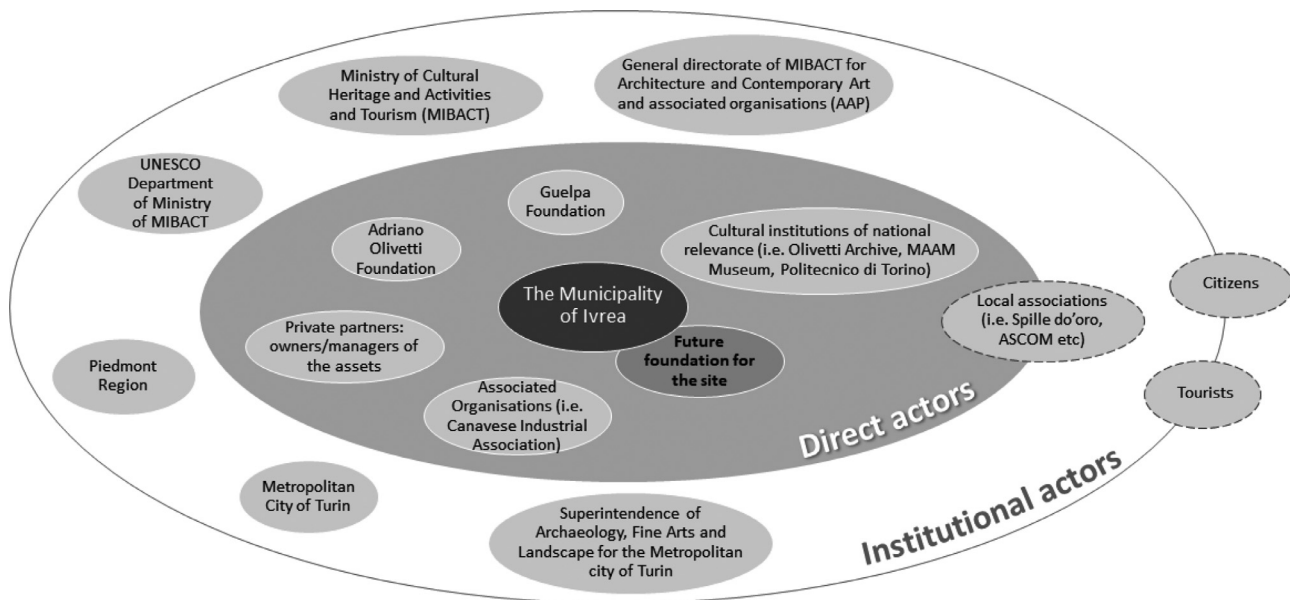 Ministry of Cultural
Heritage and Activities
and Tourism (MIBACT)
General directorate of MIBACT for
Architecture and Contemporary Art
and associated organisations (AAP)
UNESCO
Department
of Ministry
of MIBACT
Guelpa
Foundation
Adriano
Olivetti
Foundation
Cultural institutions of national
relevance (i.e. Olivetti Archive, MAAM
Museum, Politecnico di Torino)
The Municipality
of Ivrea
Citizens
Local associations
(i.e. Spille do’oro,
ASCOM etc)
Private partners:
owners/managers of
the assets
Future
foundation for
the site
Piedmont
Region
Associated
Organisations (i.e.
Canavese Industrial
Association)
Tourists
Direct actors
Metropolitan
City of Turin
Superintendence of
Archaeology, Fine Arts and
Landscape for the Metropolitan
city of Turin
Institutional actors